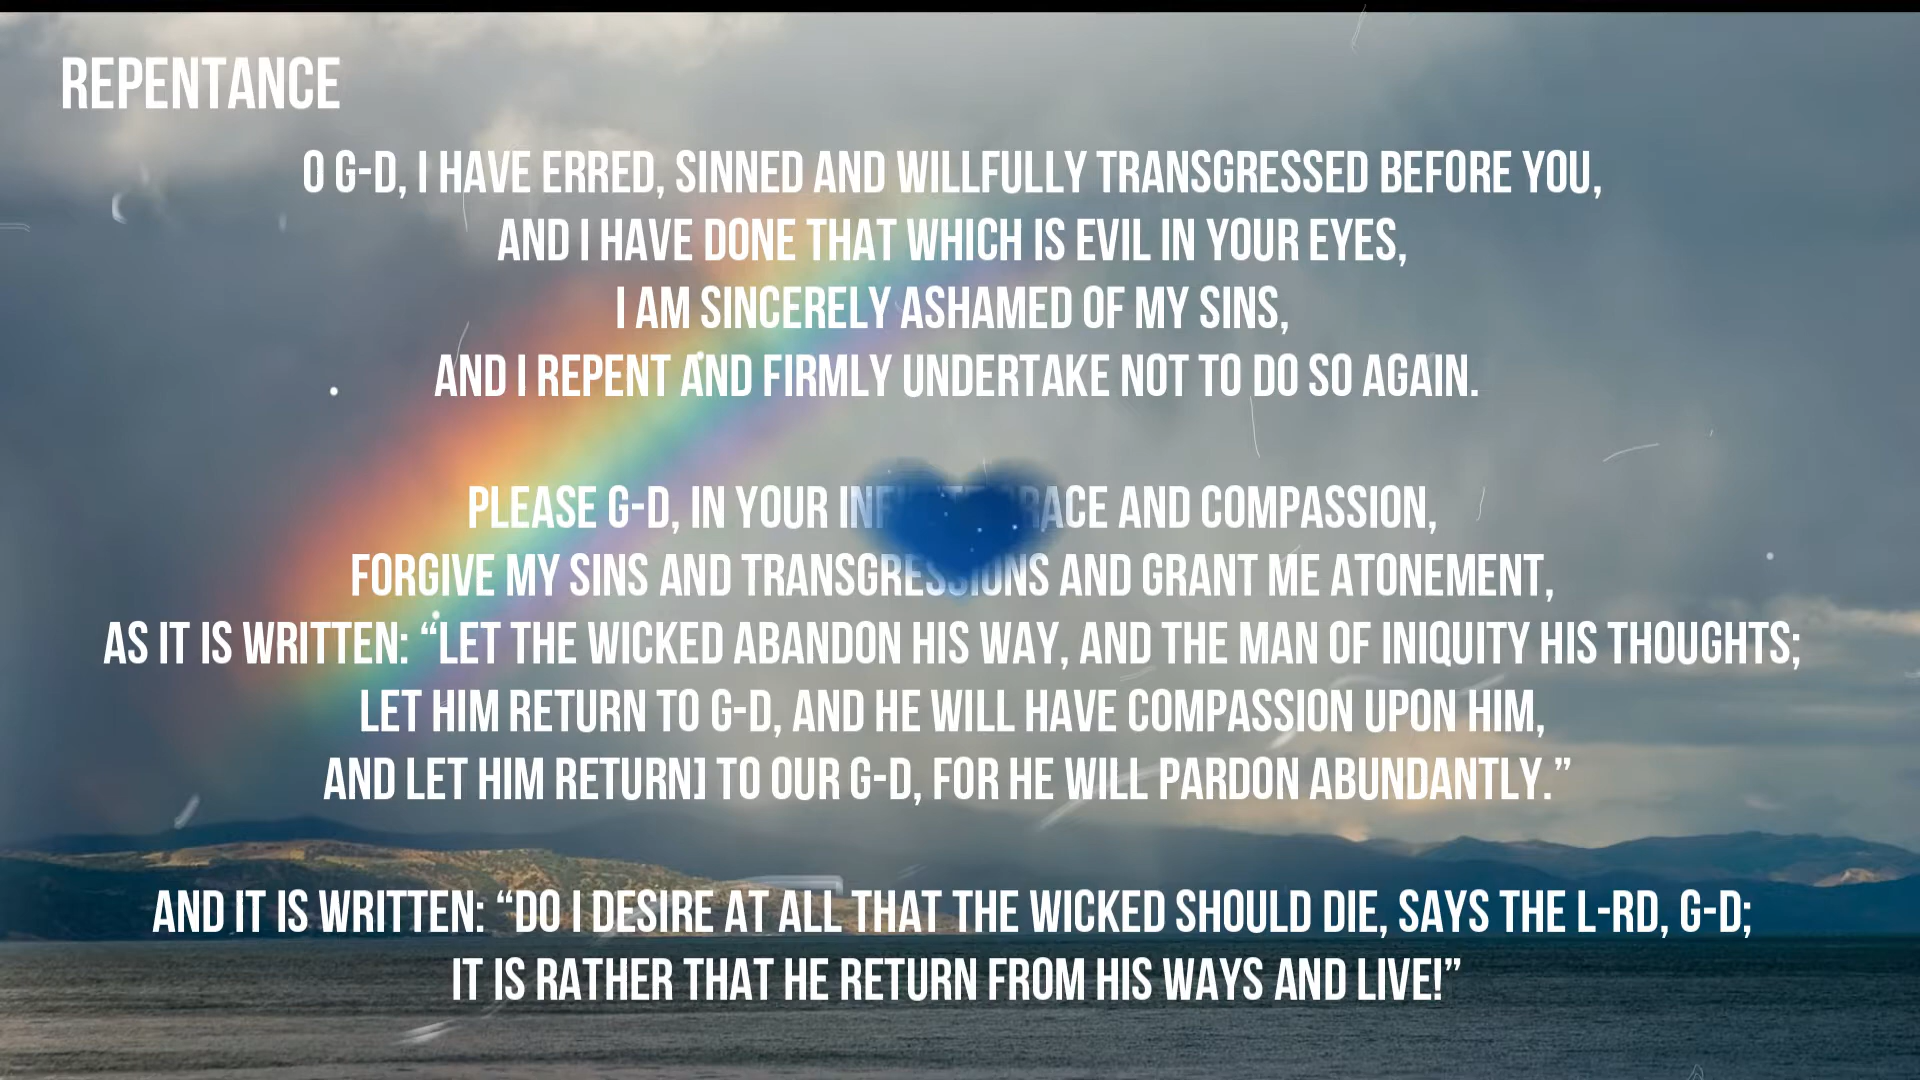 REPENTANCE
O G-D, I HAVE ERRED, SINNED AND WILLFULLY TRANSGRESSED BEFORE YOU,
AND I HAVE DONE THAT WHICH IS EVIL IN YOUR EYES,
I AM SINCERELY ASHAMED OF MY SINS,
AND I REPENT AND FIRMLY UNDERTAKE NOT TO DO SO AGAIN.
PLEASE G-D, IN YOUR AND COMPASSION,
FORGIVE MY SINS AND TRANSGRESSIONS AND GRANT ME ATONEMENT,
AS IT IS WRITTEN: “LET THE WICKED ABANDON HIS WAY, AND THE MAN OF INIQUITY HIS THOUGHTS;
LET HIM RETURN TO G-D, AND HE WILL HAVE COMPASSION UPON HIM,
AND LET HIM RETURN] TO OUR G-D, FOR HE WILL PARDON ABUNDANTLY.”
AND IT IS WRITTEN: “DO I DESIRE AT ALL THAT THE WICKED SHOULD DIE, SAYS THE L-RD, G-D;
IT IS RATHER THAT HE RETURN FROM HIS WAYS AND LIVE!”